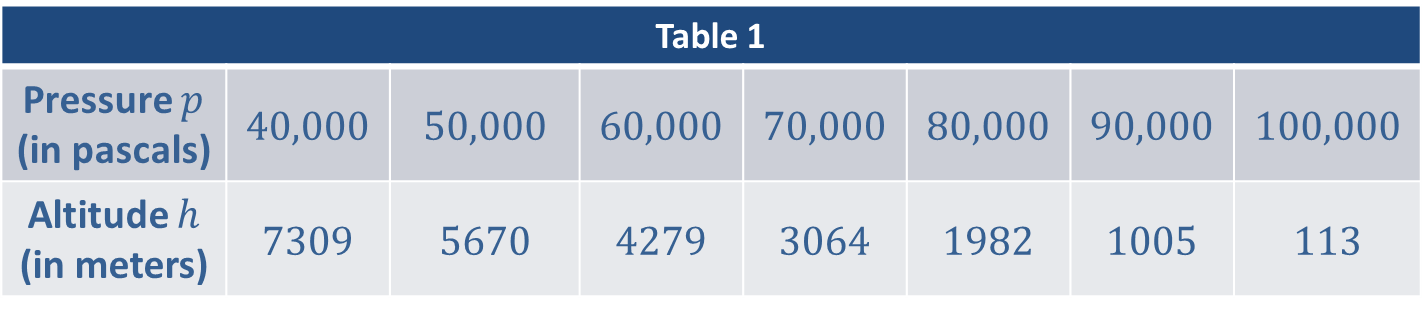 Table 1
Pressure p
(in pascals)
40,000 50,000 60,000 70,000 80,000 90,000 100,000
Altitude h
(in meters)
7309 5670 4279 3064 1982 1005 113